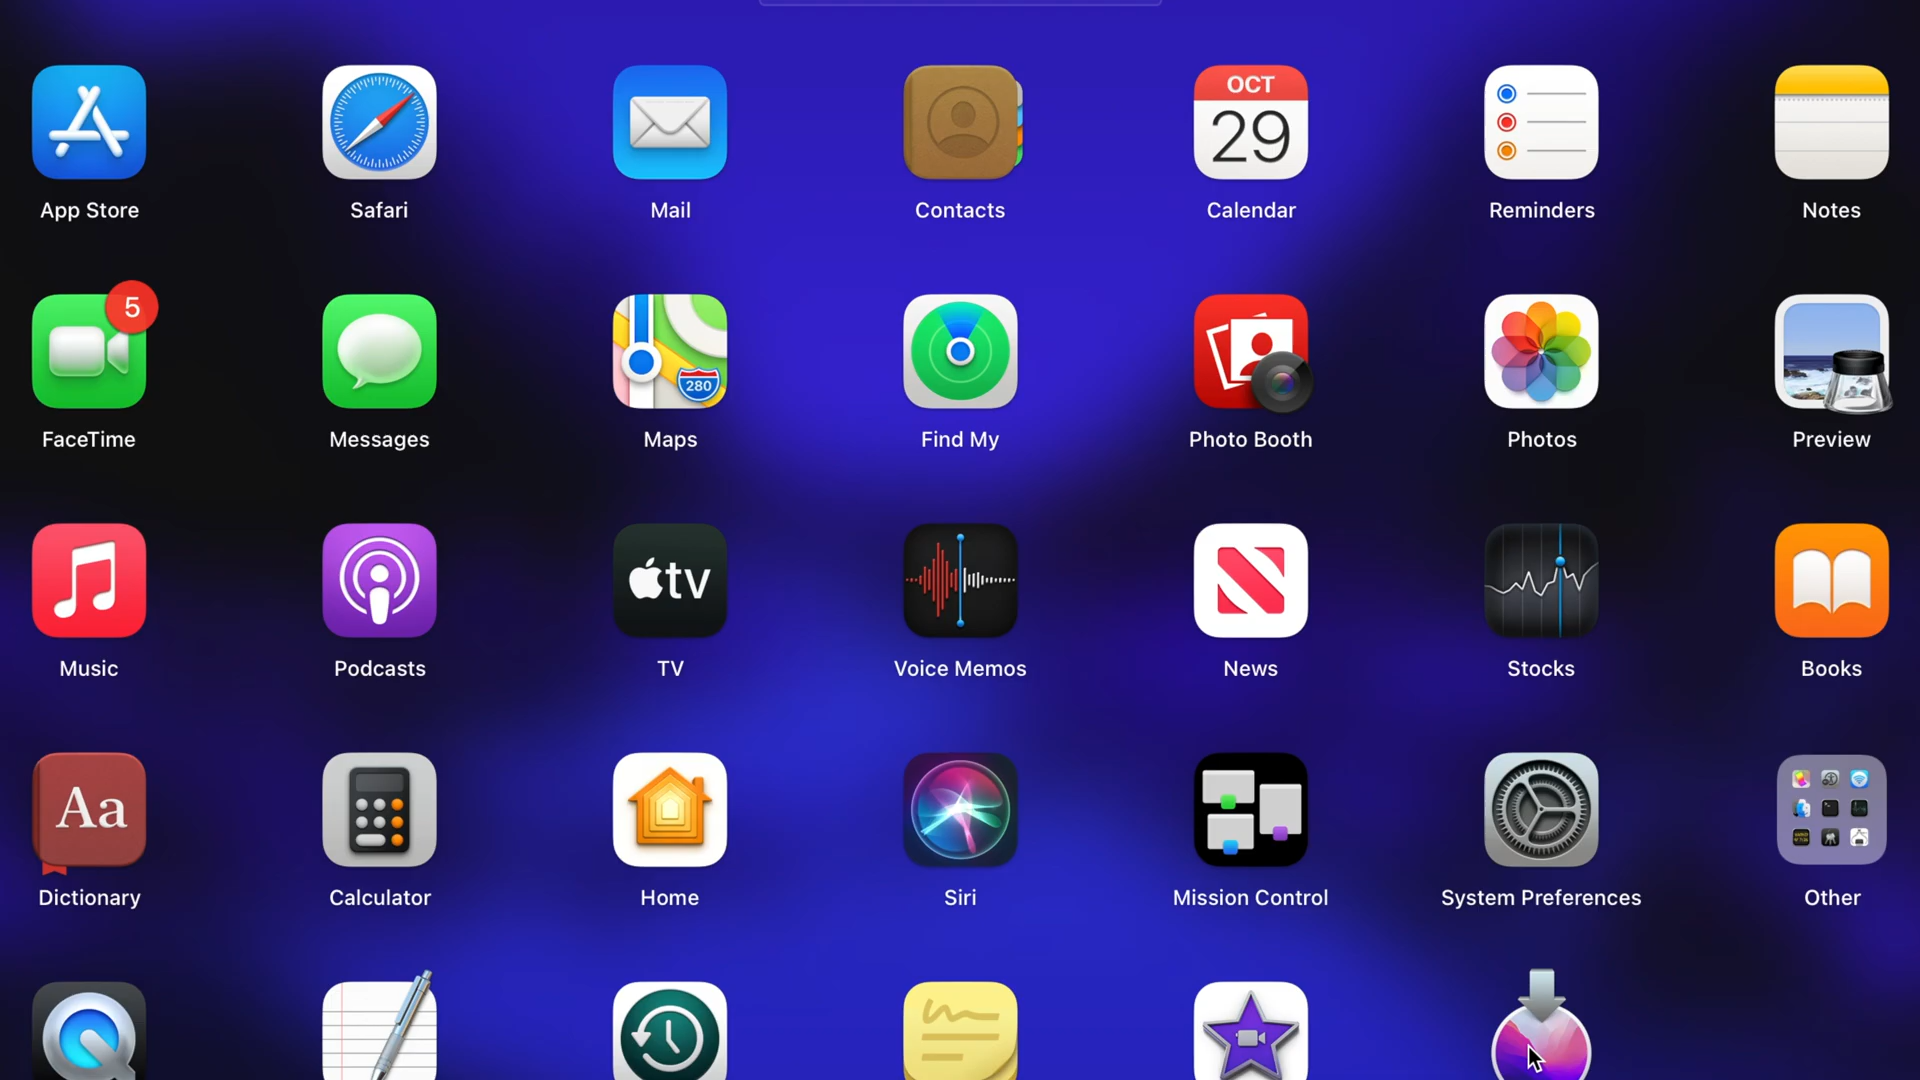 OCT
29
App Store
Safari
Mail
Contacts
Calendar
Reminders
Notes
5
280
FaceTime
Messages
Maps
Find My
Photo Booth
Photos
Preview
tv
Music
Podcasts
TV
Voice Memos
News
Stocks
Books
Aa
Dictionary
Calculator
Home
Siri
Mission Control
System Preferences
Other